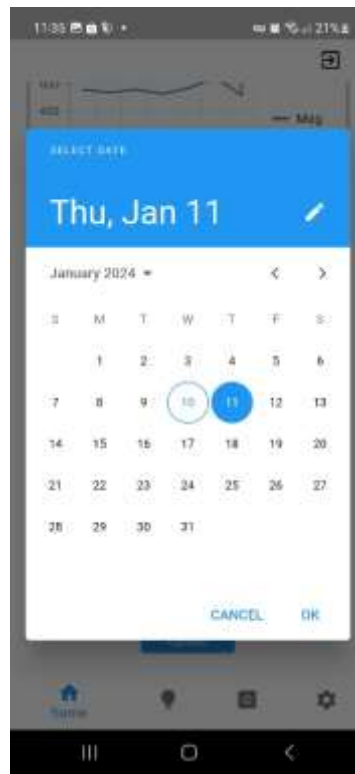 11:35
21%
400
Mag
SELECT DATE
Thu, Jan 11
January 2024
S M T W T F S
1 2 3 4 5 6
7 8 9 10 11 12 13
14 15 16 17 18 19 20
21 22 23 24 25 26 27
28 29 30 31
CANCEL OK
Home